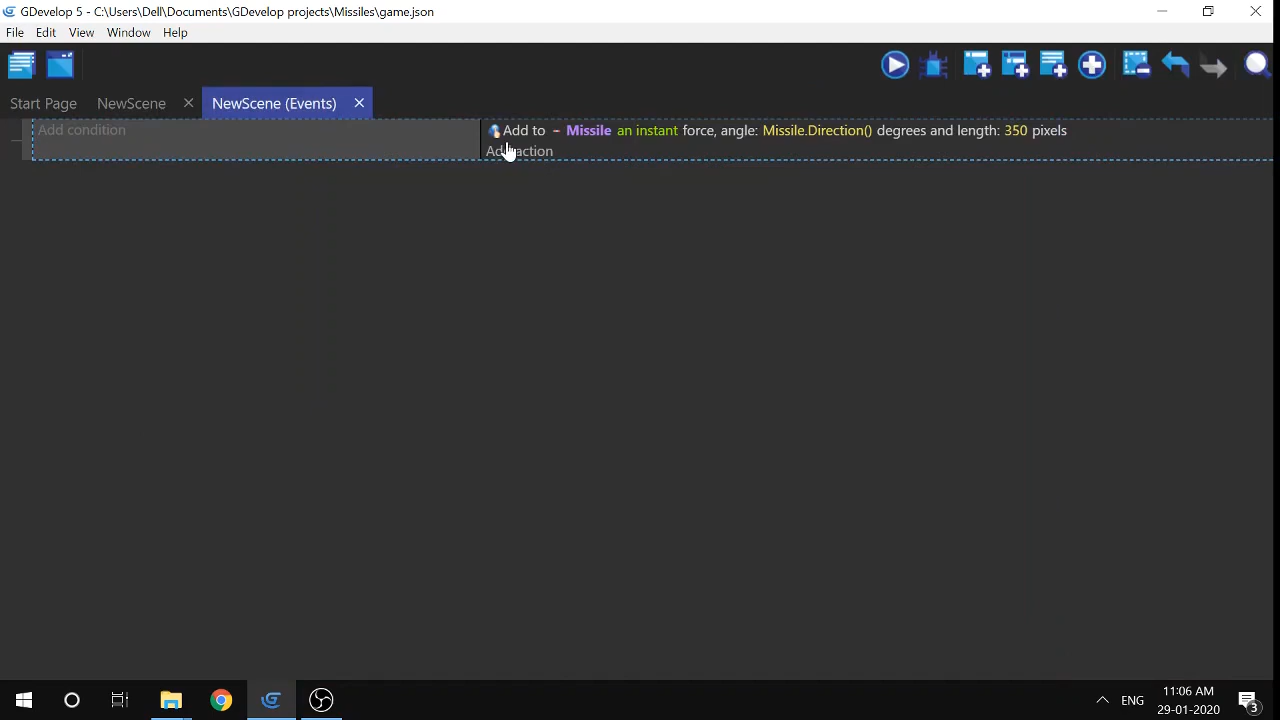 GDevelop 5 - C:\Users\Dell\Documents\GDevelop projects\Missiles\game.json
File Edit View Window Help
Start Page NewScene NewScene (Events)
Add condition
Add to Missile an instant force, angle: Missile.Direction() degrees and length: 350 pixels
Add action
ENG
11:06 AM
29-01-2020
3